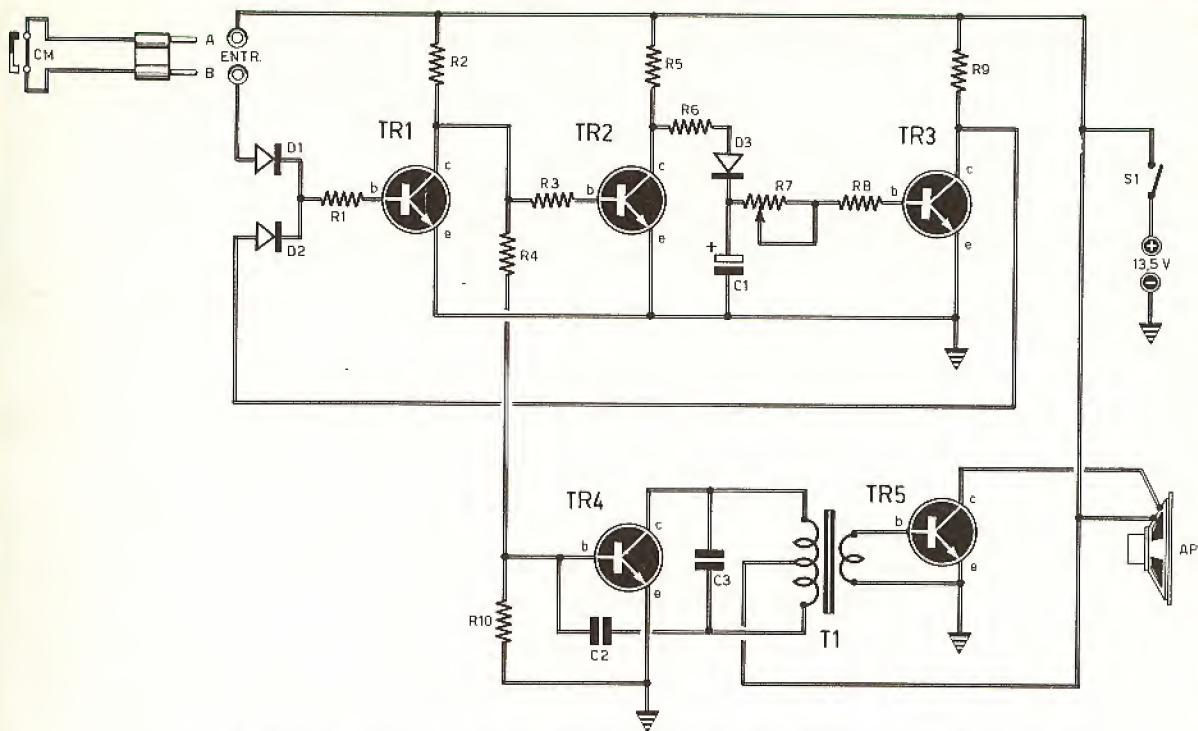 CM
A
ENTR.
B
R2
R5
R9
TR1
TR2
R6
TR3
D3
D1
c
c
c
S1
R7
R3
R8
b
b
b
R1
D2
e
e
e
+
13,5 V
R4
C1
TR4
TR5
c
c
b
b
AP
C3
e
e
R10
C2
T1